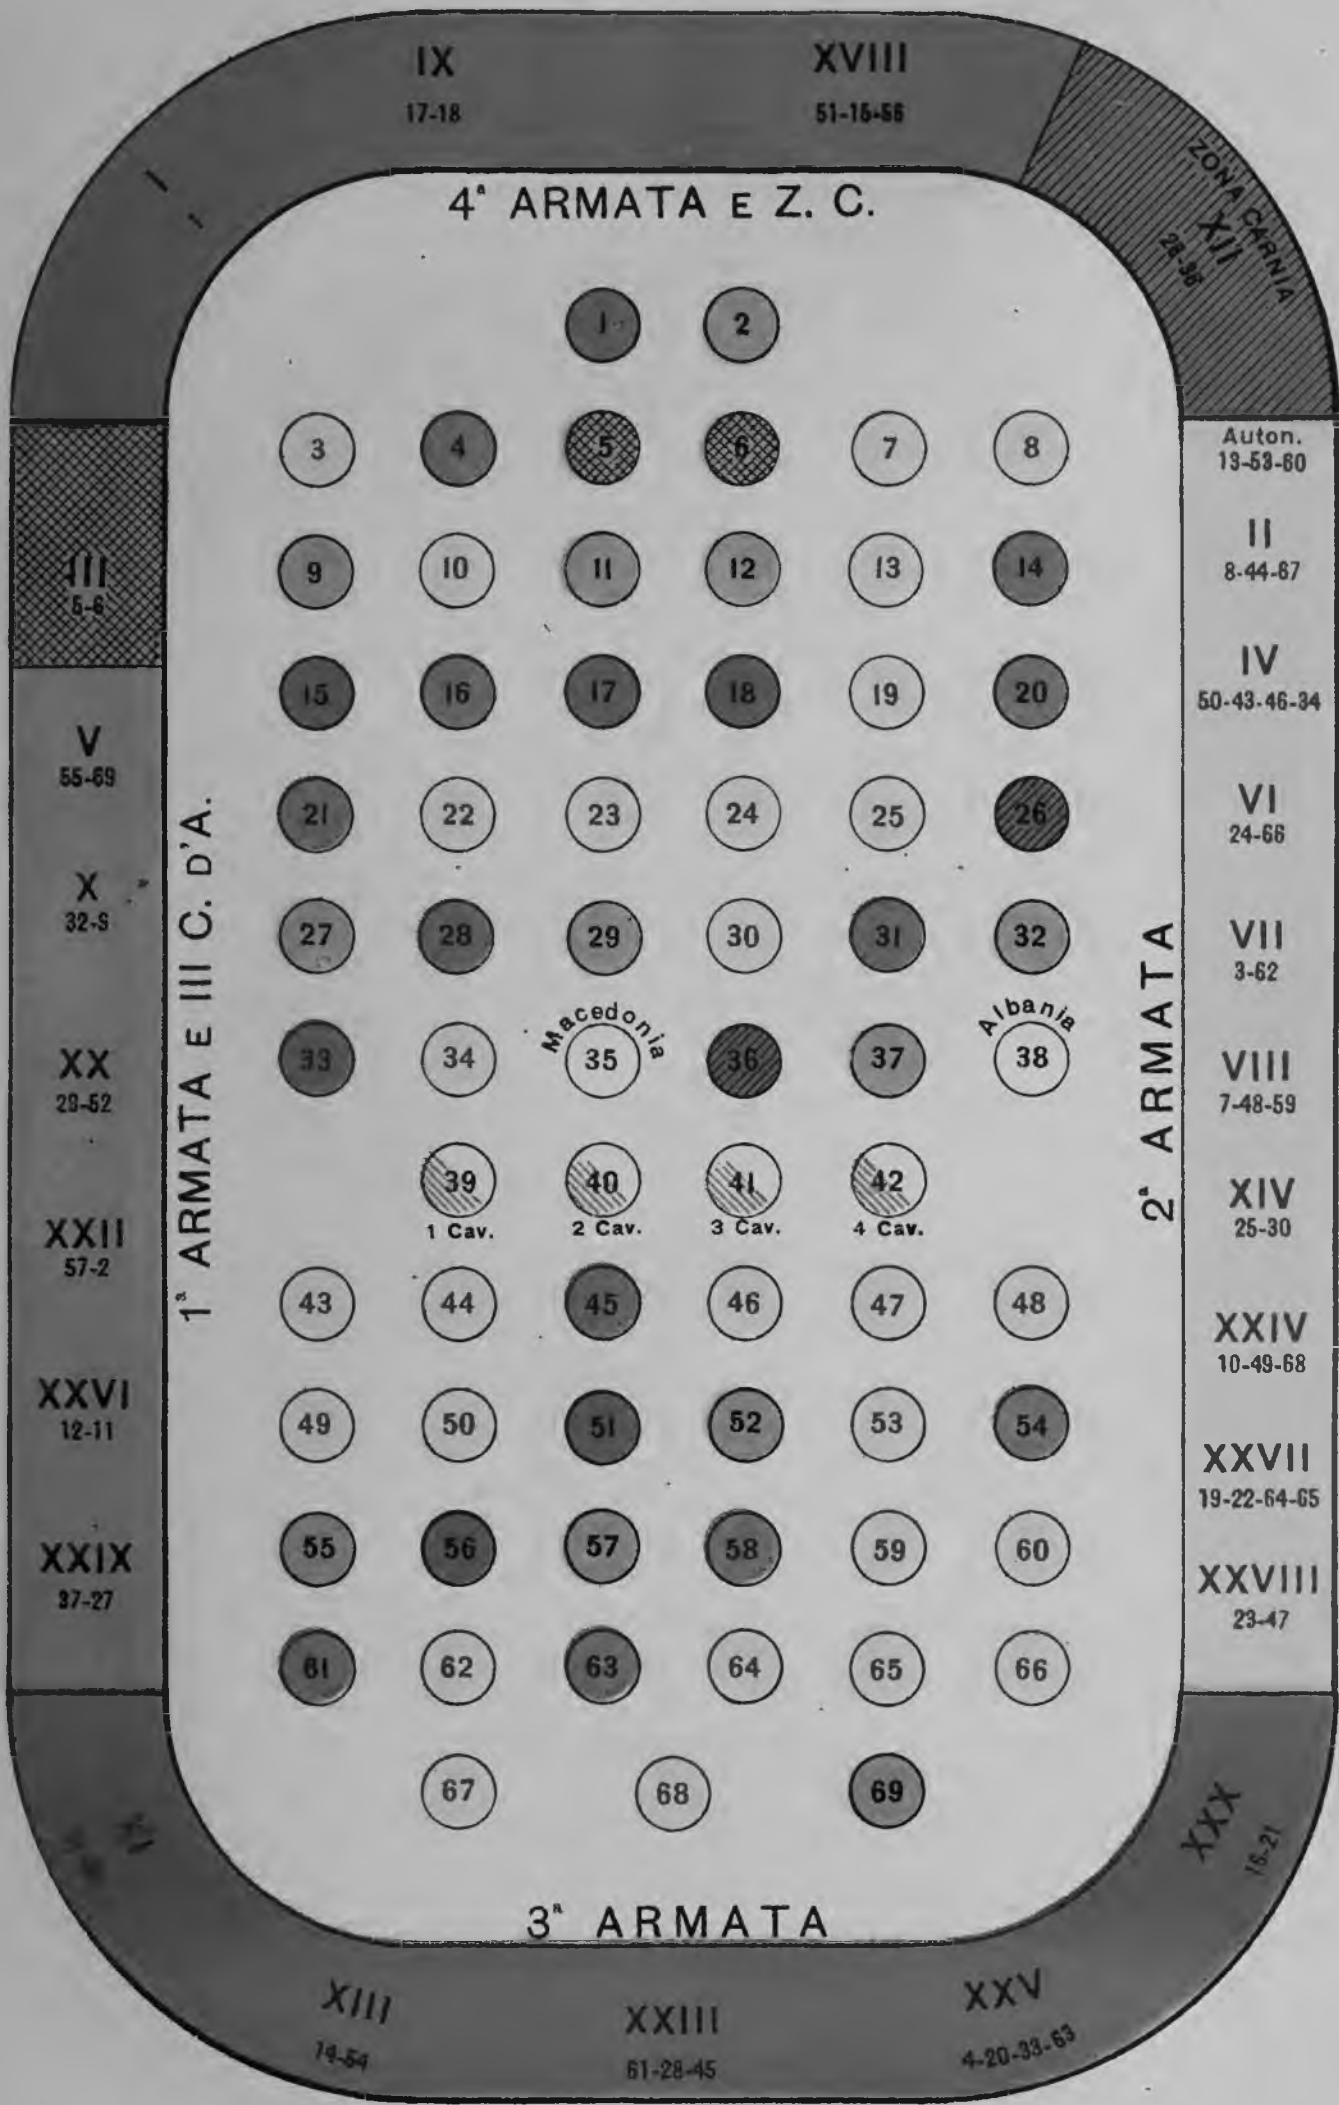 IX
17-18
XVIII
51-15-56
I
1
ZONA CARNIA
XII
26-36
4ª ARMATA E Z. C.
1 2
3 4 5 6 7 8
9 10 11 12 13 14
15 16 17 18 19 20
21 22 23 24 25 26
27 28 29 30 31 32
Macedonia
Albania
33 34 35 36 37 38
39 40 41 42
1 Cav. 2 Cav. 3 Cav. 4 Cav.
43 44 45 46 47 48
49 50 51 52 53 54
55 56 57 58 59 60
61 62 63 64 65 66
67 68 69
1ª ARMATA E III C. D'A.
III
5-6
V
55-69
X
32-9
XX
29-52
XXII
57-2
XXVI
12-11
XXIX
37-27
2ª ARMATA
Auton.
13-53-60
II
8-44-67
IV
50-43-46-34
VI
24-66
VII
3-62
VIII
7-48-59
XIV
25-30
XXIV
10-49-68
XXVII
19-22-64-65
XXVIII
23-47
3ª ARMATA
XI
XIII
14-54
XXIII
61-28-45
XXV
4-20-33-63
XXX
16-21